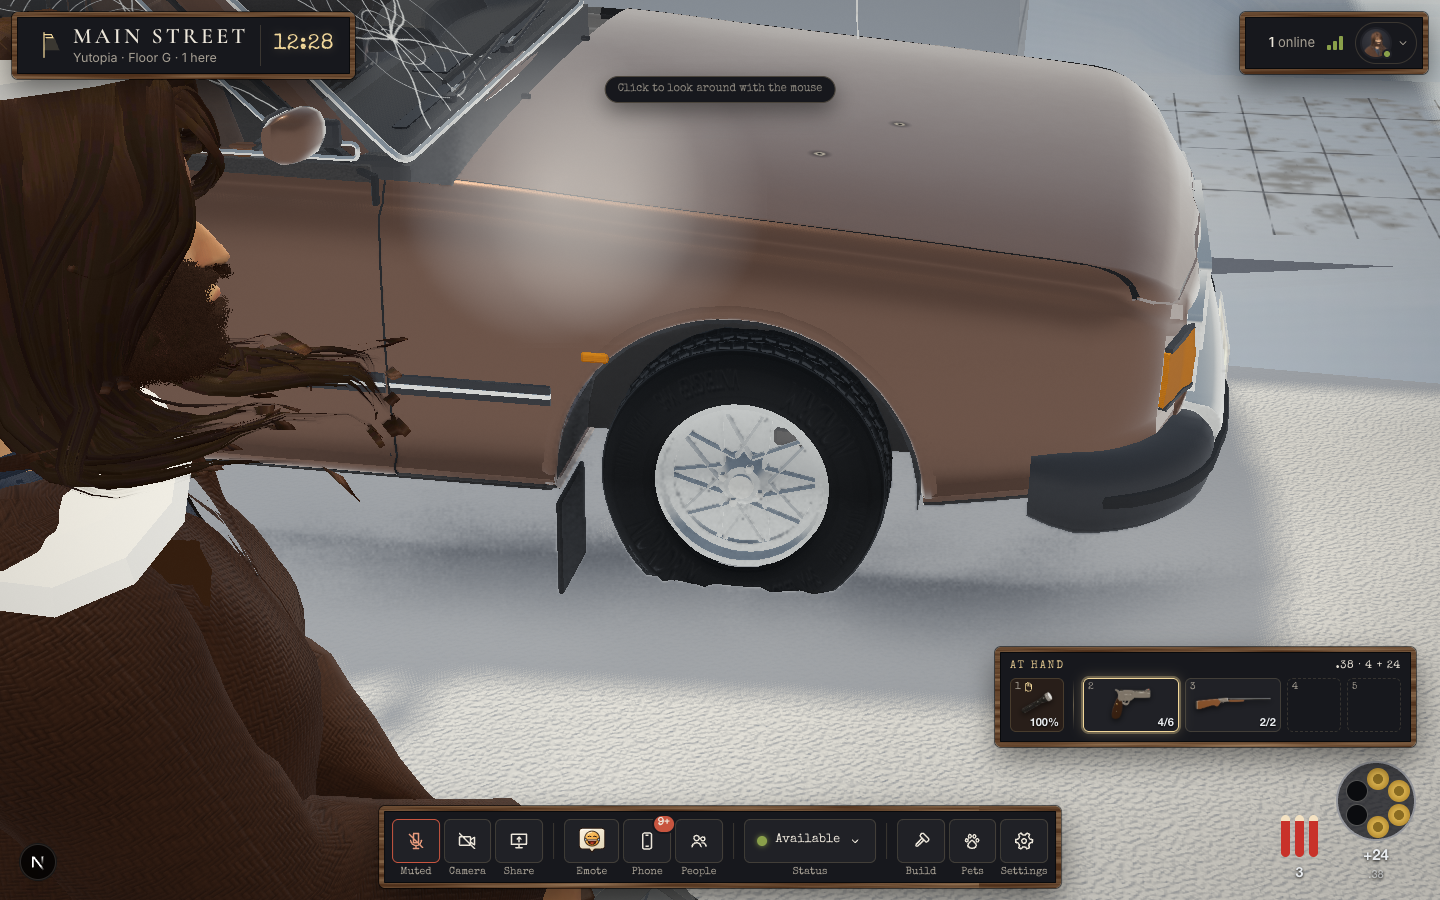 MAIN STREET
Yutopia · Floor G · 1 here
12:28
Click to look around with the mouse
1 online
AT HAND
.38 · 4 + 24
1
100%
2
4/6
3
2/2
4
5
3
+24
.38
N
9+
Available
Muted
Camera
Share
Emote
Phone
People
Status
Build
Pets
Settings